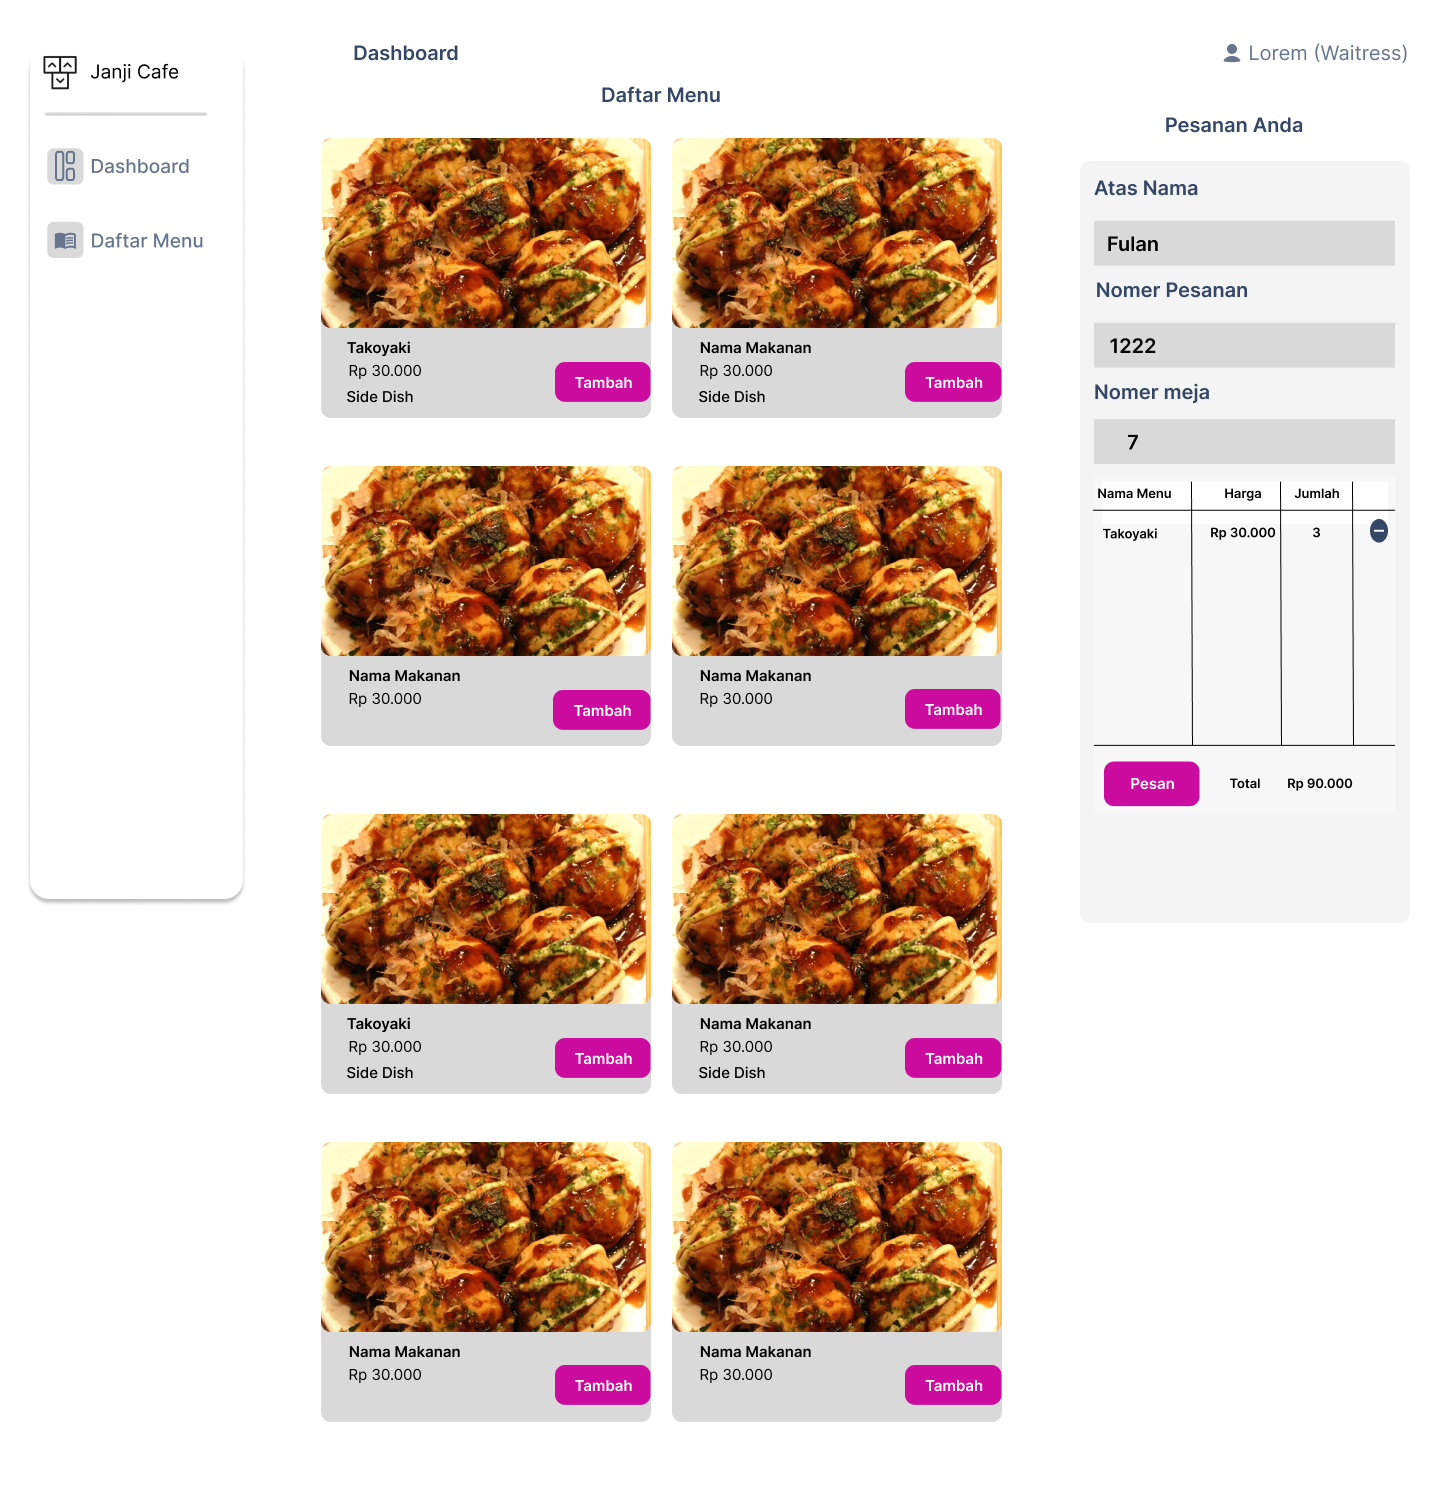 Janji Cafe
Dashboard
Daftar Menu
Dashboard
Lorem (Waitress)
Daftar Menu
Takoyaki
Rp 30.000
Side Dish
Tambah
Nama Makanan
Rp 30.000
Side Dish
Tambah
Nama Makanan
Rp 30.000
Tambah
Nama Makanan
Rp 30.000
Tambah
Takoyaki
Rp 30.000
Side Dish
Tambah
Nama Makanan
Rp 30.000
Side Dish
Tambah
Nama Makanan
Rp 30.000
Tambah
Nama Makanan
Rp 30.000
Tambah
Pesanan Anda
Atas Nama
Fulan
Nomer Pesanan
1222
Nomer meja
7
Nama Menu Harga Jumlah
Takoyaki Rp 30.000 3
Pesan Total Rp 90.000